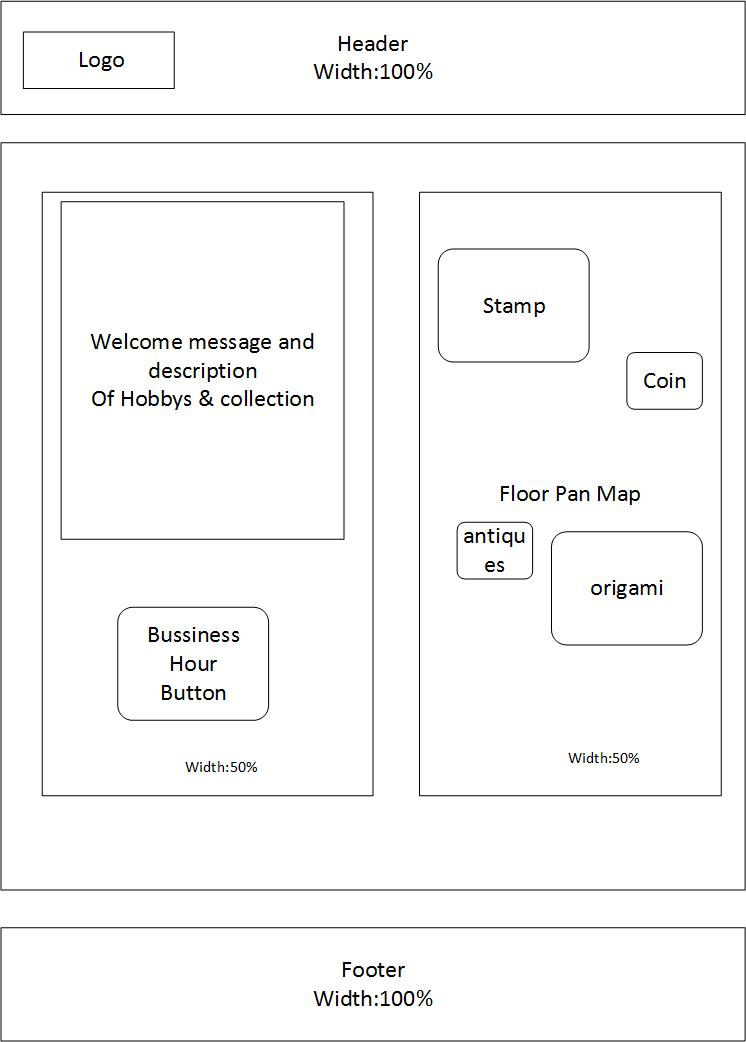 Logo
Header
Width:100%
Welcome message and
description
Of Hobbys & collection
Bussiness
Hour
Button
Width:50%
Stamp
Coin
Floor Pan Map
antiqu
es
origami
Width:50%
Footer
Width:100%